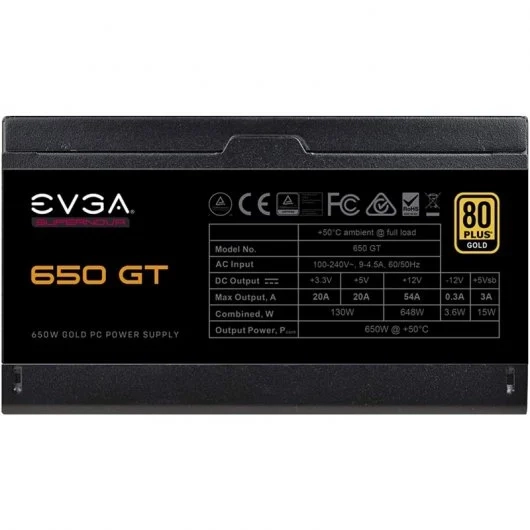 EVGA
SUPERNOVA
650 GT
650W GOLD PC POWER SUPPLY
80
PLUS
GOLD
+50°C ambient @ full load
Model No. 650 GT
AC Input 100-240V~, 9-4.5A, 60/50Hz
DC Output +3.3V +5V +12V -12V +5Vsb
Max Output, A 20A 20A 54A 0.3A 3A
Combined, W 130W 648W 3.6W 15W
Output Power, Pcont 650W @ +50°C